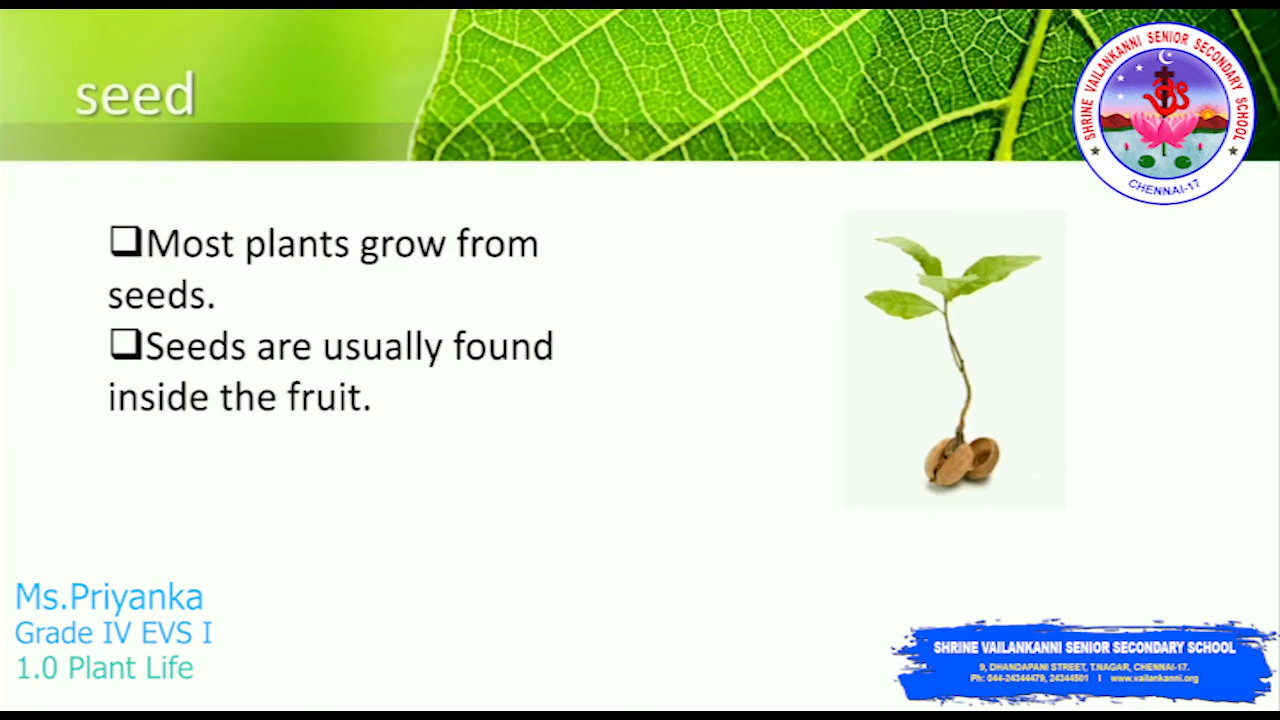 seed
SHRINE VAILANKANNI SENIOR SECONDARY SCHOOL
CHENNAI-17
❑Most plants grow from
seeds.
❑Seeds are usually found
inside the fruit.
Ms.Priyanka
Grade IV EVS I
1.0 Plant Life
SHRINE VAILANKANNI SENIOR SECONDARY SCHOOL
9, DHANDAPANI STREET, T.NAGAR, CHENNAI-17.
Ph: 044-24344479, 24344501 I www.vailankanni.org